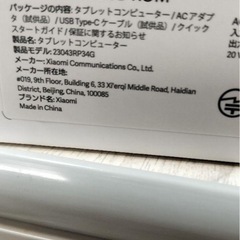 パッケージの内容: タブレットコンピューター / ACアダプ
タ (試供品) / USB Type-C ケーブル (試供品) / クイック
スタートガイド / 保証に関するお知らせ
製品名: タブレットコンピューター
製品モデル: 23043RP34G
メーカー: Xiaomi Communications Co., Ltd.
メーカーの住所:
#019, 9th Floor, Building 6, 33 Xi'erqi Middle Road, Haidian
District, Beijing, China, 100085
ブランド名: Xiaomi
Made in China
A
入
出
20